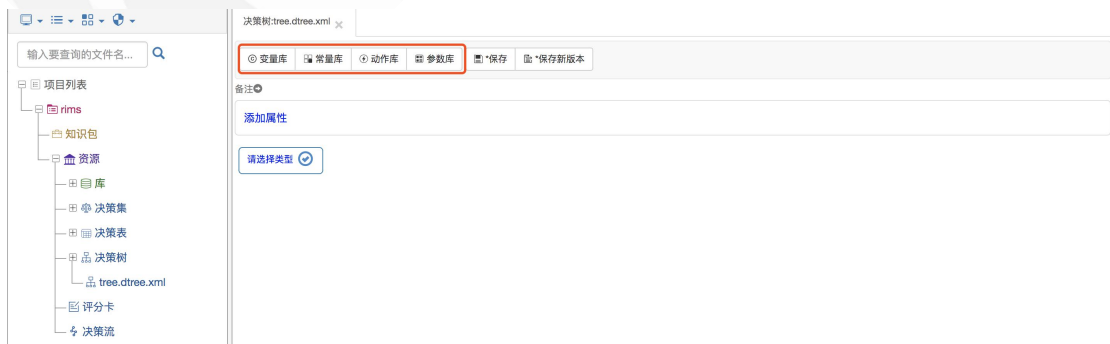 决策树:tree.dtree.xml
输入要查询的文件名...
变量库 常量库 动作库 参数库 *保存 *保存新版本
项目列表
备注
rims
添加属性
知识包
资源
请选择类型
库
决策集
决策表
决策树
tree.dtree.xml
评分卡
决策流